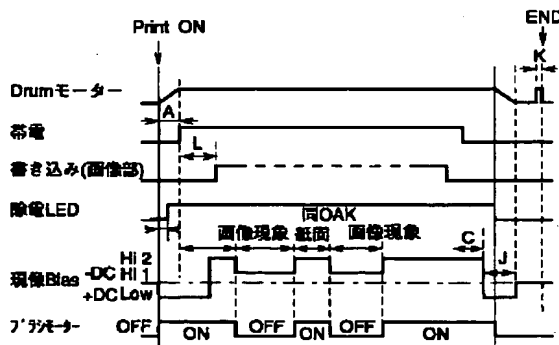 Print ON
END
K
Drumモーター
A
帯電
L
書き込み(画像部)
除電LED
同OAK
画像現象 紙間 画像現象
C
J
現像Bias
Hi 2
-DC Hi 1
+DC Low
ブラシモーター OFF
ON OFF ON OFF ON